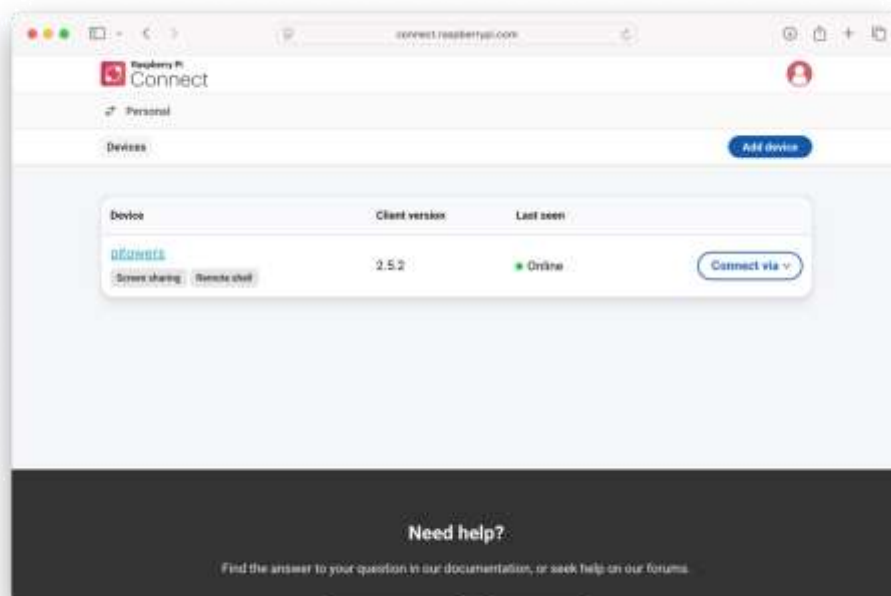 connect.raspberrypi.com
Raspberry Pi
Connect
Personal
Devices
Add device
Device Client version Last seen
piflowers 2.5.2 Online Connect via
Screen sharing Remote shell
Need help?
Find the answer to your question in our documentation, or seek help on our forums.